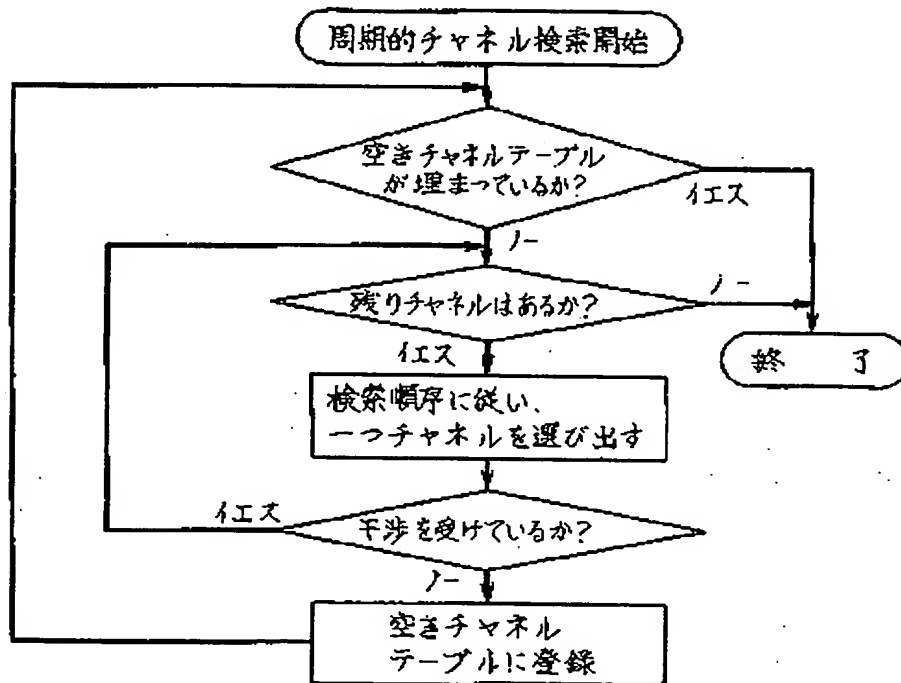 周期的チャネル検索開始
空きチャネルテーブル
が埋まっているか?
イエス
ノー
残りチャネルはあるか?
ノー
イエス
終 了
検索順序に従い、
一つチャネルを選び出す
イエス
干渉を受けているか?
ノー
空きチャネル
テーブルに登録